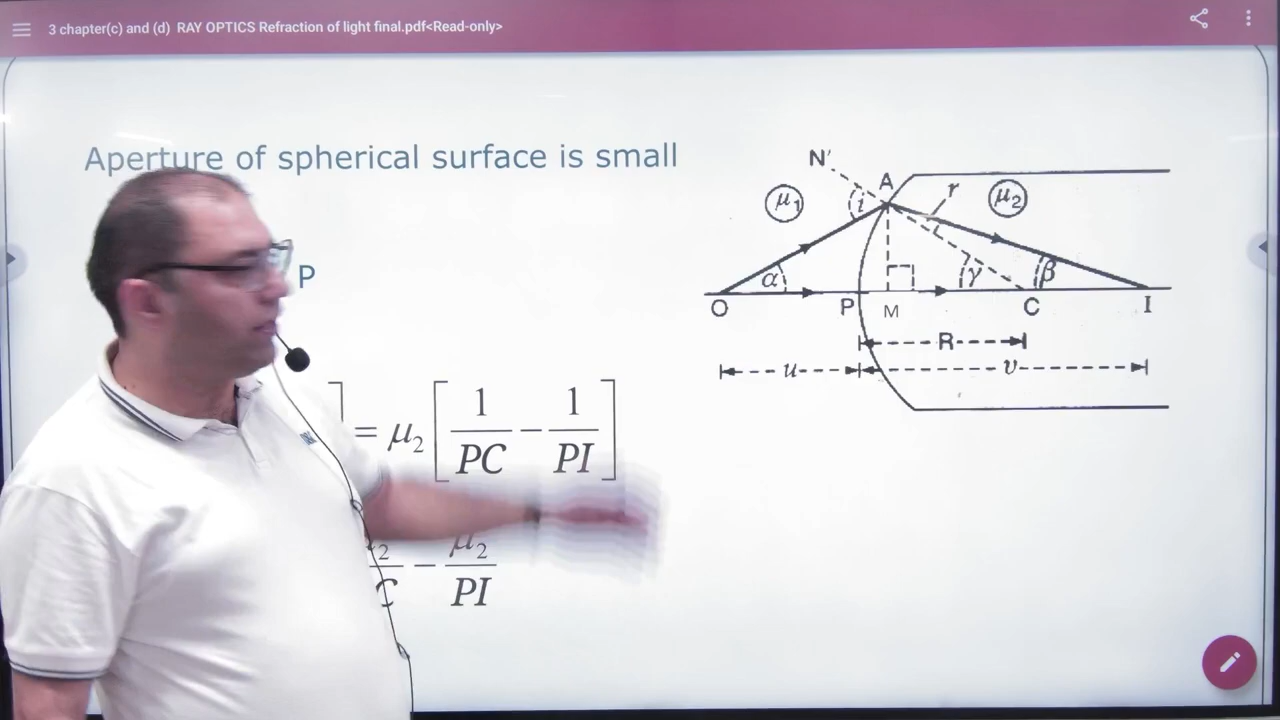 3 chapter(c) and (d) RAY OPTICS Refraction of light final.pdf<Read-only>
Aperture of spherical surface is small
P
] = μ₂ [ 1/PC − 1/PI ]
− μ₂/PI
N'
A
μ₁
i
r
μ₂
α
γ
β
O
P
M
C
I
R
u
v